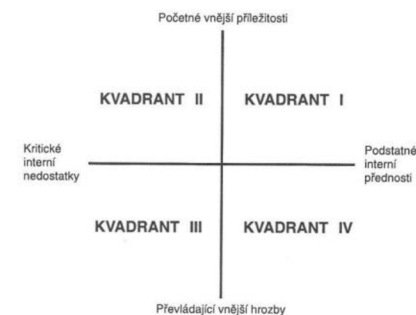 Početné vnější příležitosti
KVADRANT II
KVADRANT I
Kritické
interní
nedostatky
Podstatné
interní
přednosti
KVADRANT III
KVADRANT IV
Převládající vnější hrozby